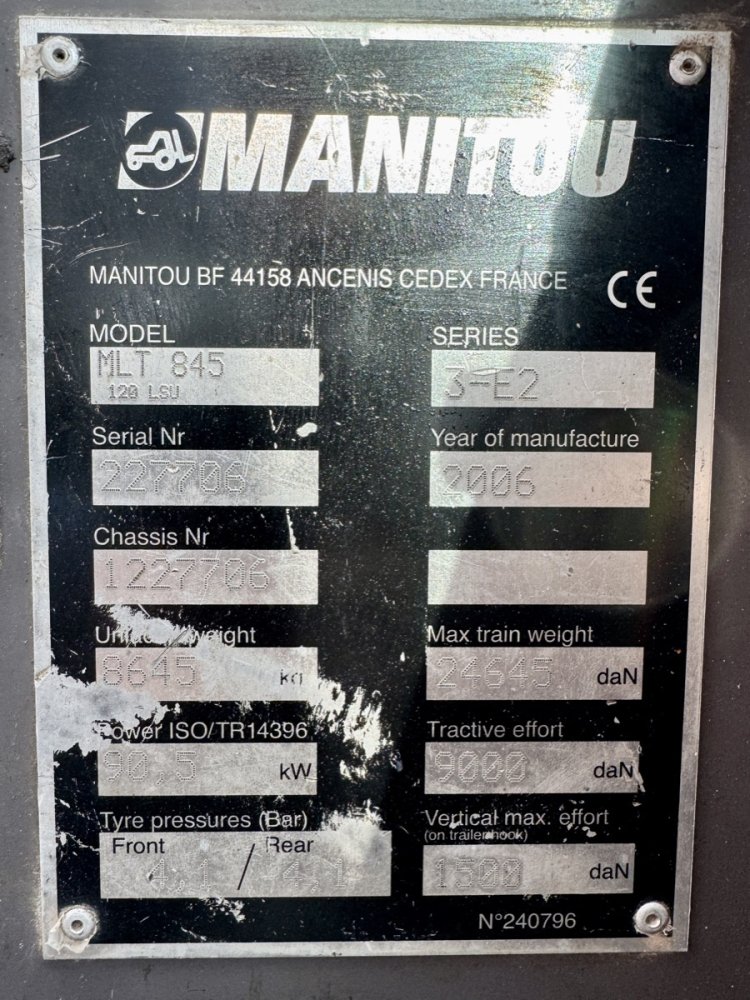 MANITOU
MANITOU BF 44158 ANCENIS CEDEX FRANCE CE
MODEL
MLT 845
120 LSU
SERIES
3-E2
Serial Nr
227706
Year of manufacture
2006
Chassis Nr
1227706
weight
8645 kg
Max train weight
24645 daN
Power ISO/TR14396
90,5 kW
Tractive effort
9000 daN
Tyre pressures (Bar)
Front / Rear
4,1 / 4,1
Vertical max. effort
(on trailer hook)
1500 daN
N°240796